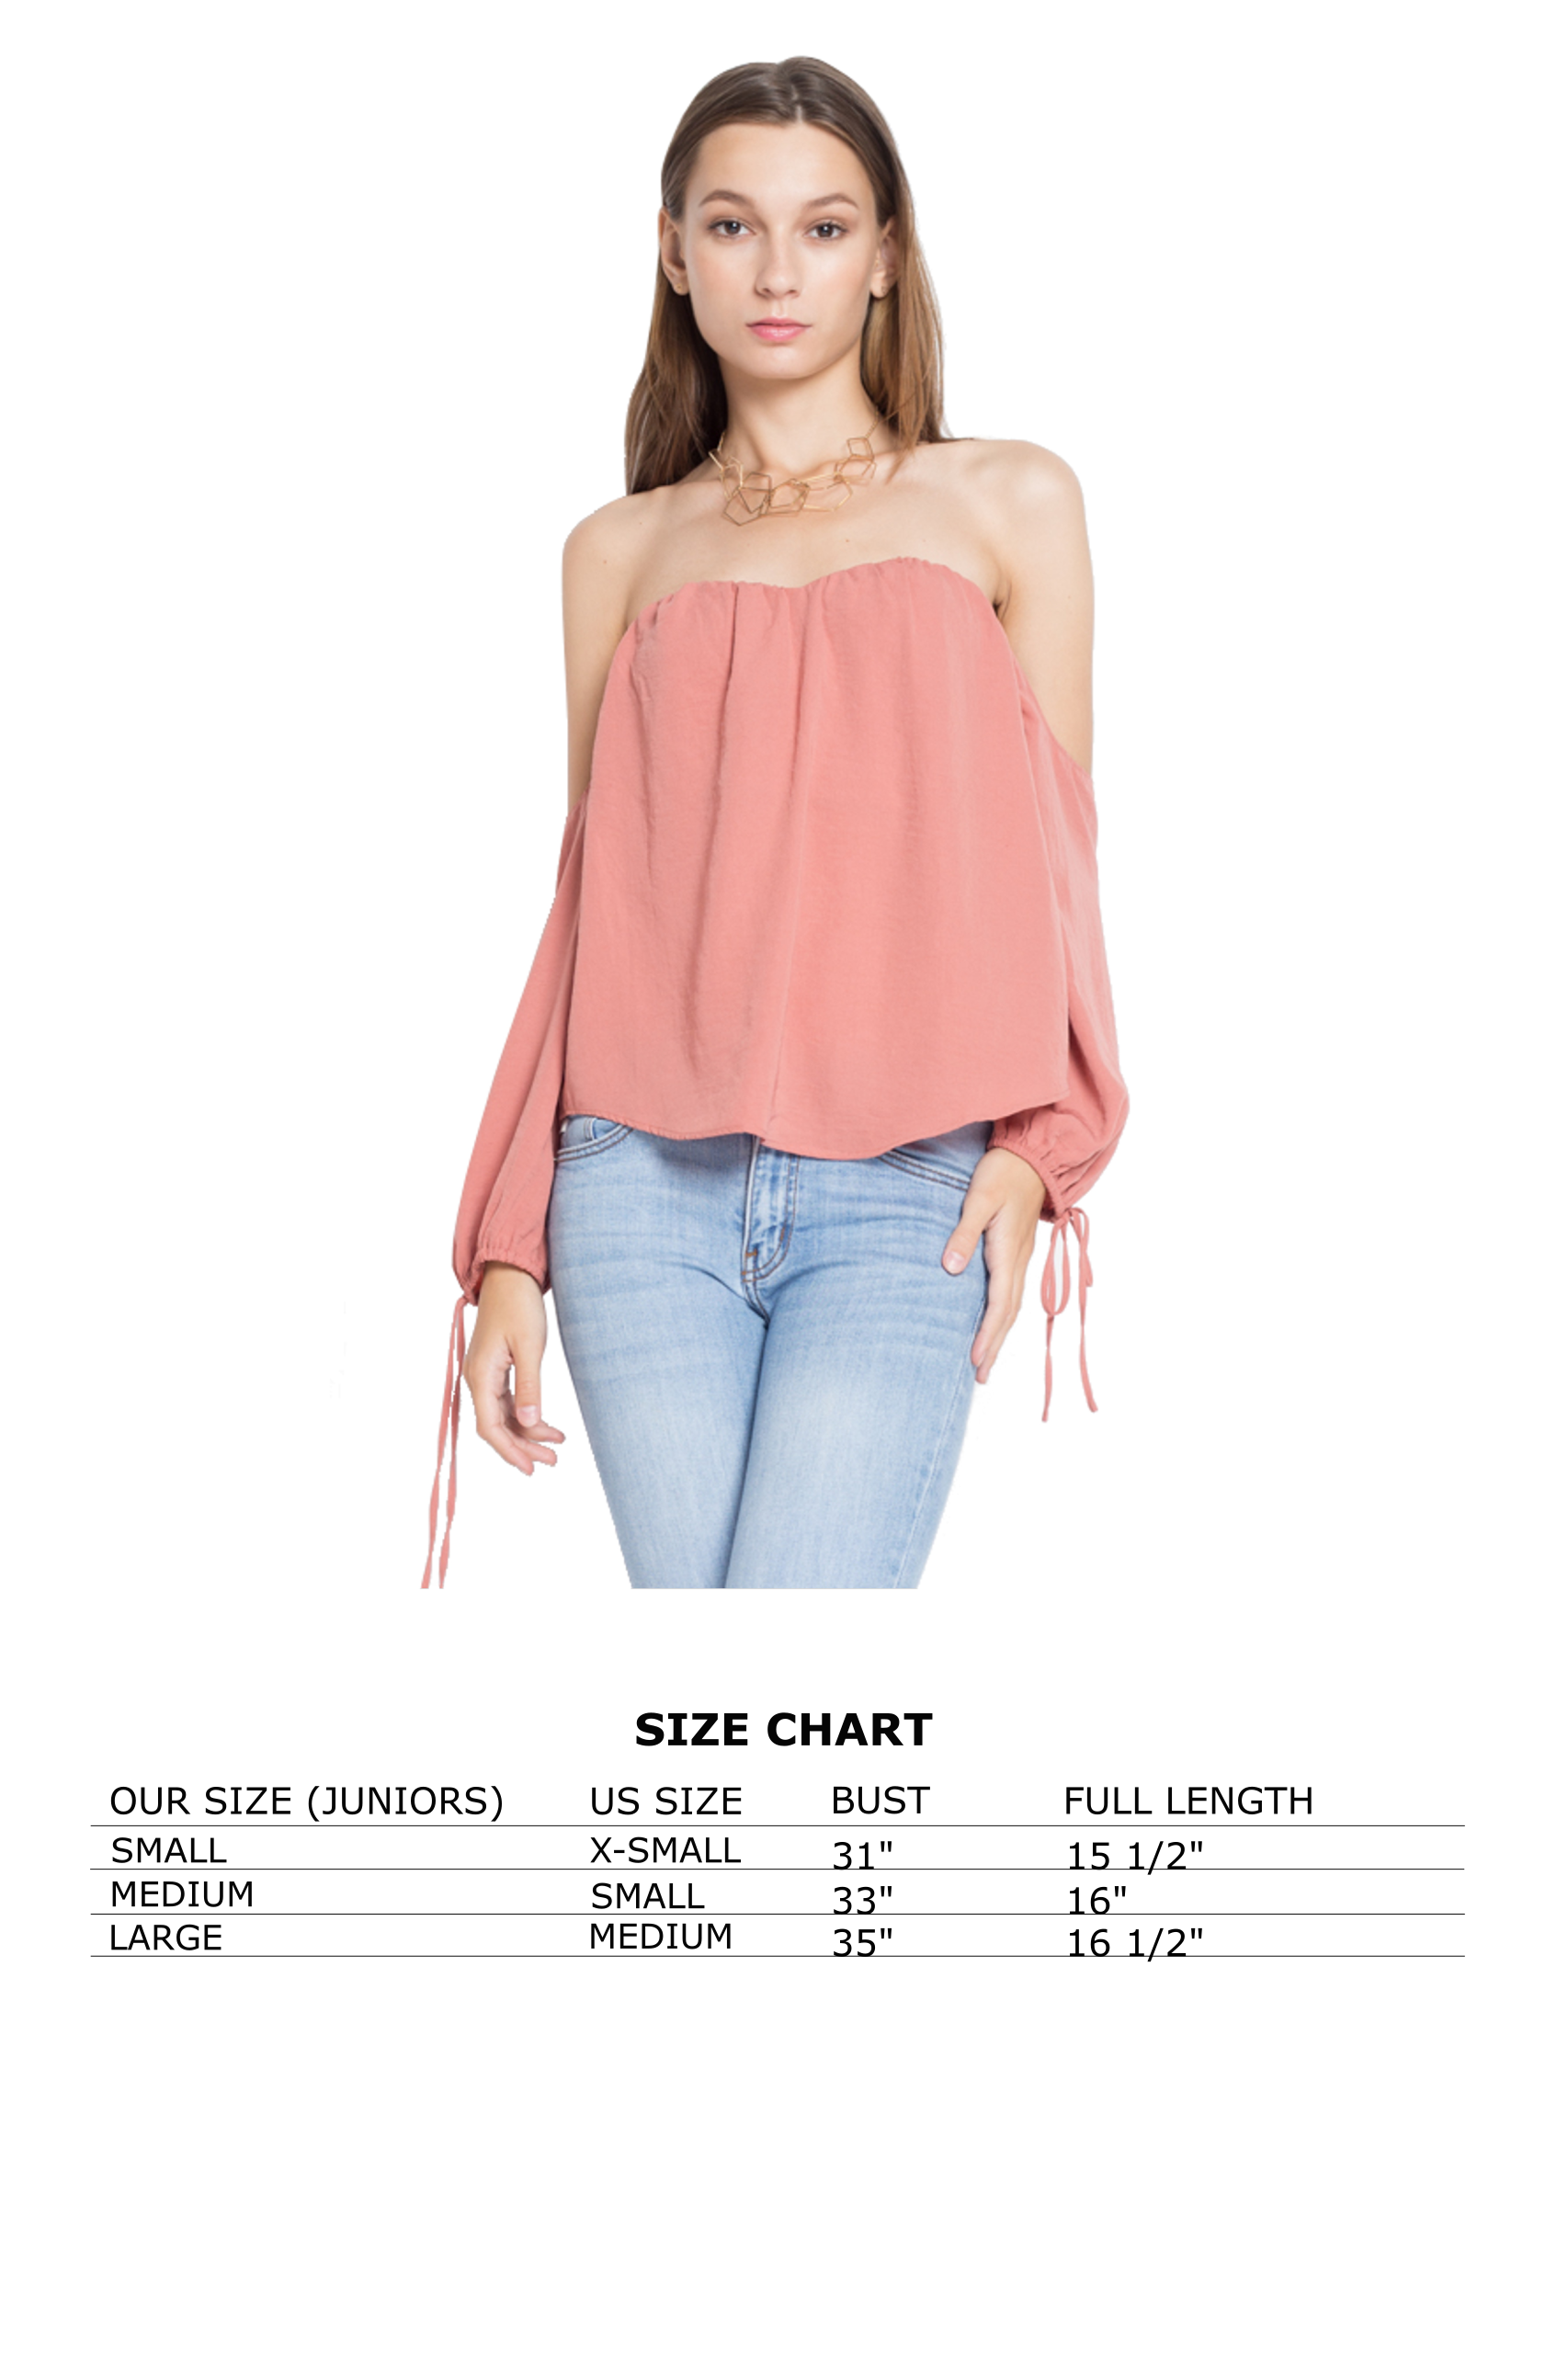 SIZE CHART
OUR SIZE (JUNIORS) US SIZE BUST FULL LENGTH
SMALL X-SMALL 31" 15 1/2"
MEDIUM SMALL 33" 16"
LARGE MEDIUM 35" 16 1/2"